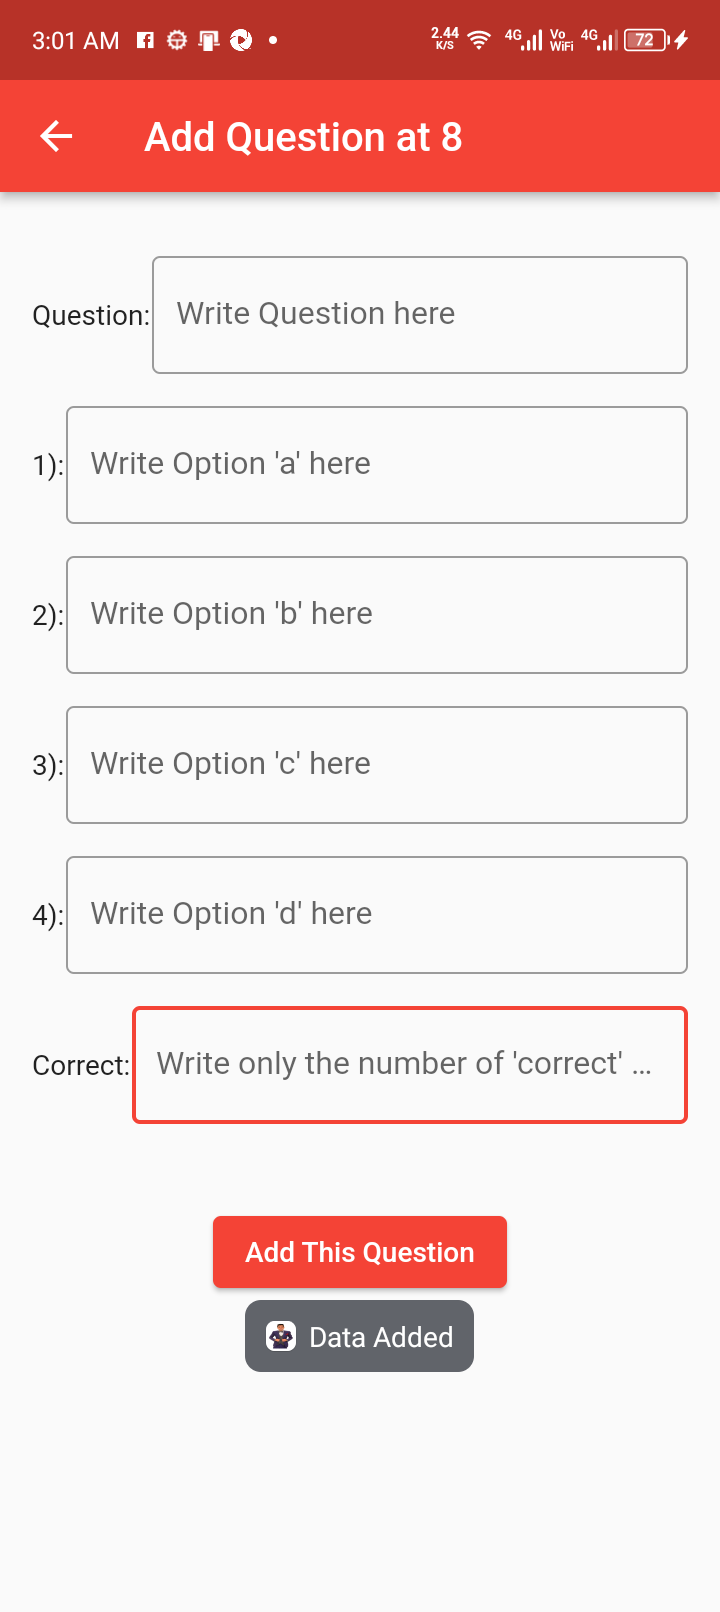 3:01 AM 2.44 K/S 4G Vo WiFi 4G 72
Add Question at 8
Question: Write Question here
1): Write Option 'a' here
2): Write Option 'b' here
3): Write Option 'c' here
4): Write Option 'd' here
Correct: Write only the number of 'correct' ...
Add This Question
Data Added